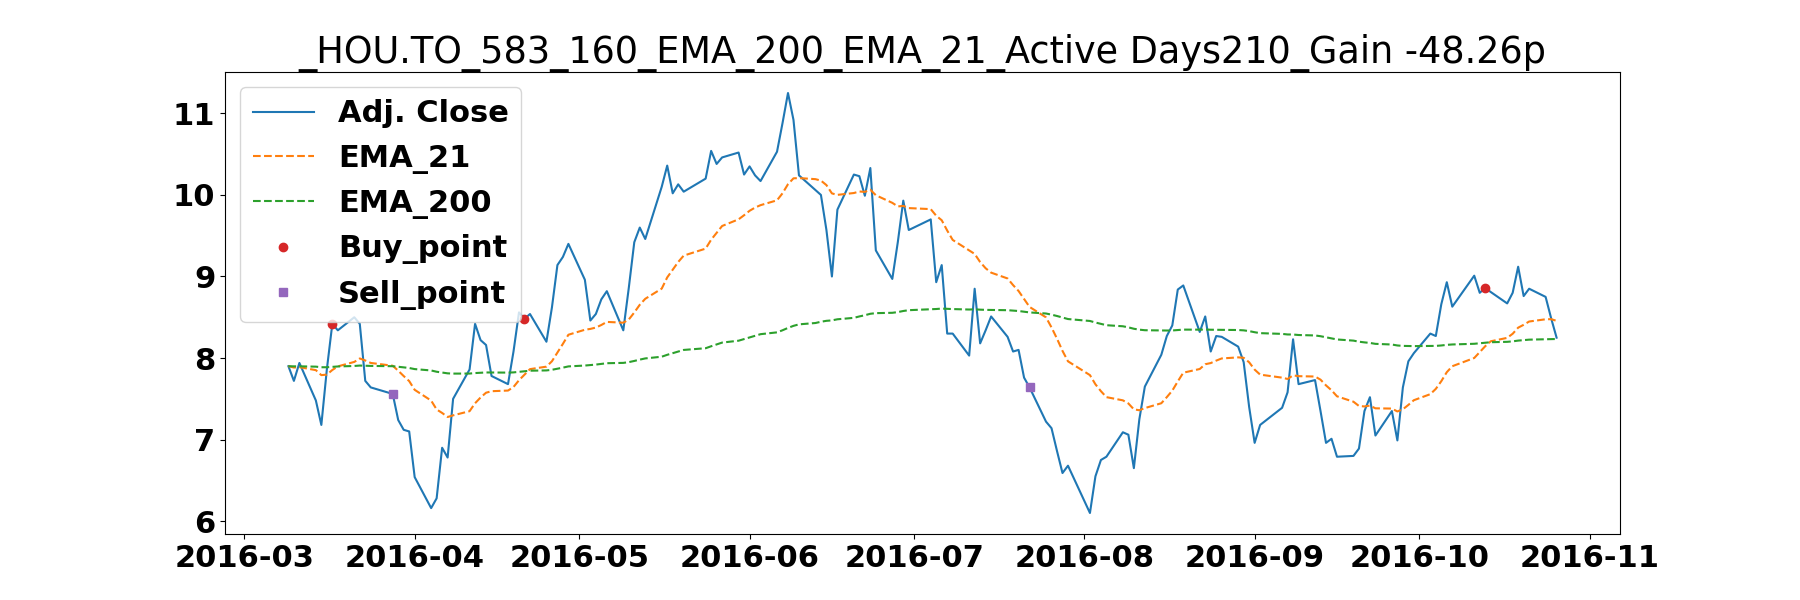 _HOU.TO_583_160_EMA_200_EMA_21_Active Days210_Gain -48.26p
Adj. Close
EMA_21
EMA_200
Buy_point
Sell_point
11
10
9
8
7
6
2016-03 2016-04 2016-05 2016-06 2016-07 2016-08 2016-09 2016-10 2016-11